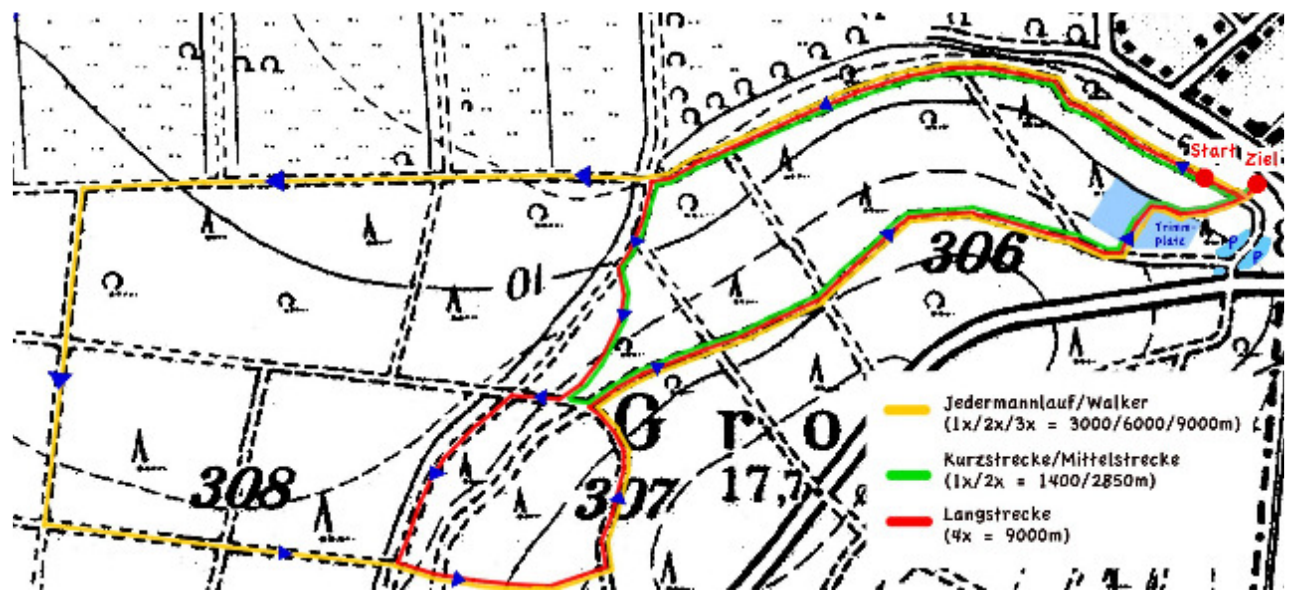 Start
Ziel
Trimm-
platz
P
P
306
01
G r o
308
307
17,7
Jedermannlauf/Walker
(1x/2x/3x = 3000/6000/9000m)
Kurzstrecke/Mittelstrecke
(1x/2x = 1400/2850m)
Langstrecke
(4x = 9000m)